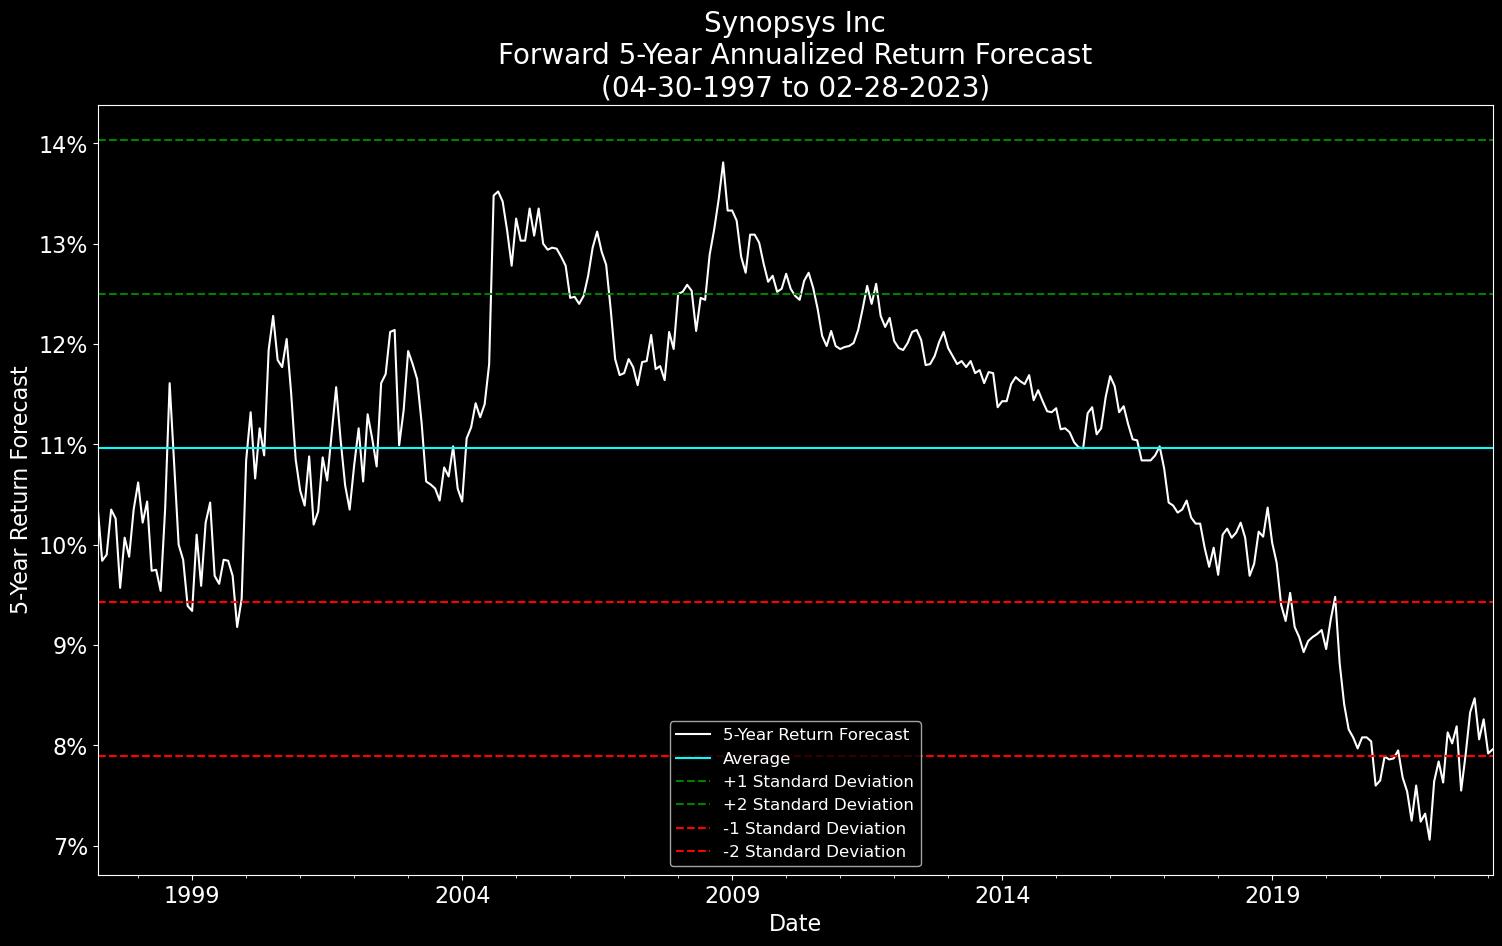 Synopsys Inc
Forward 5-Year Annualized Return Forecast
(04-30-1997 to 02-28-2023)
14%
13%
12%
11%
10%
9%
8%
7%
5-Year Return Forecast
5-Year Return Forecast
Average
+1 Standard Deviation
+2 Standard Deviation
-1 Standard Deviation
-2 Standard Deviation
1999
2004
2009
2014
2019
Date